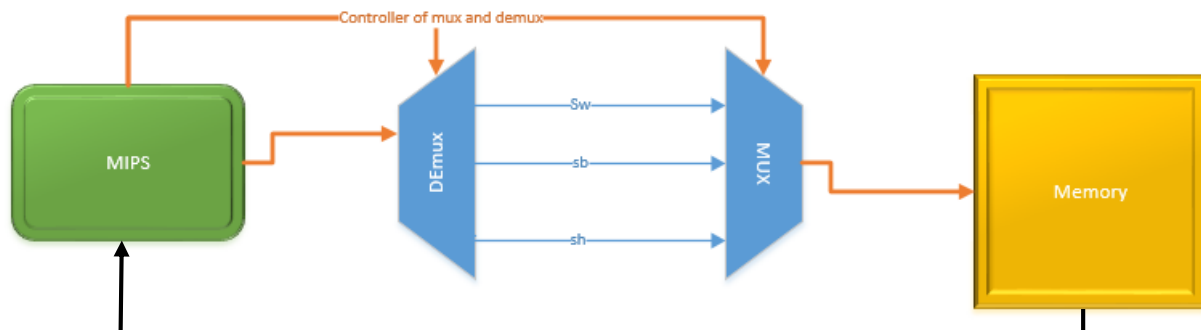 Controller of mux and demux
MIPS
DEmux
Sw
sb
sh
MUX
Memory